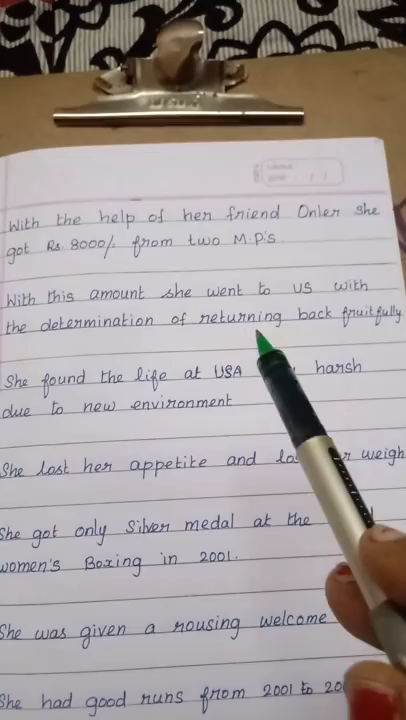 With the help of her friend Onler she
got Rs. 8000/- from two M.P's.
With this amount she went to US with
the determination of returning back fruitfully
She found the life at USA harsh
due to new environment
She lost her appetite and weigh
She got only Silver medal at the
women's Boxing in 2001.
She was given a rousing welcome
She had good runs from 2001 to